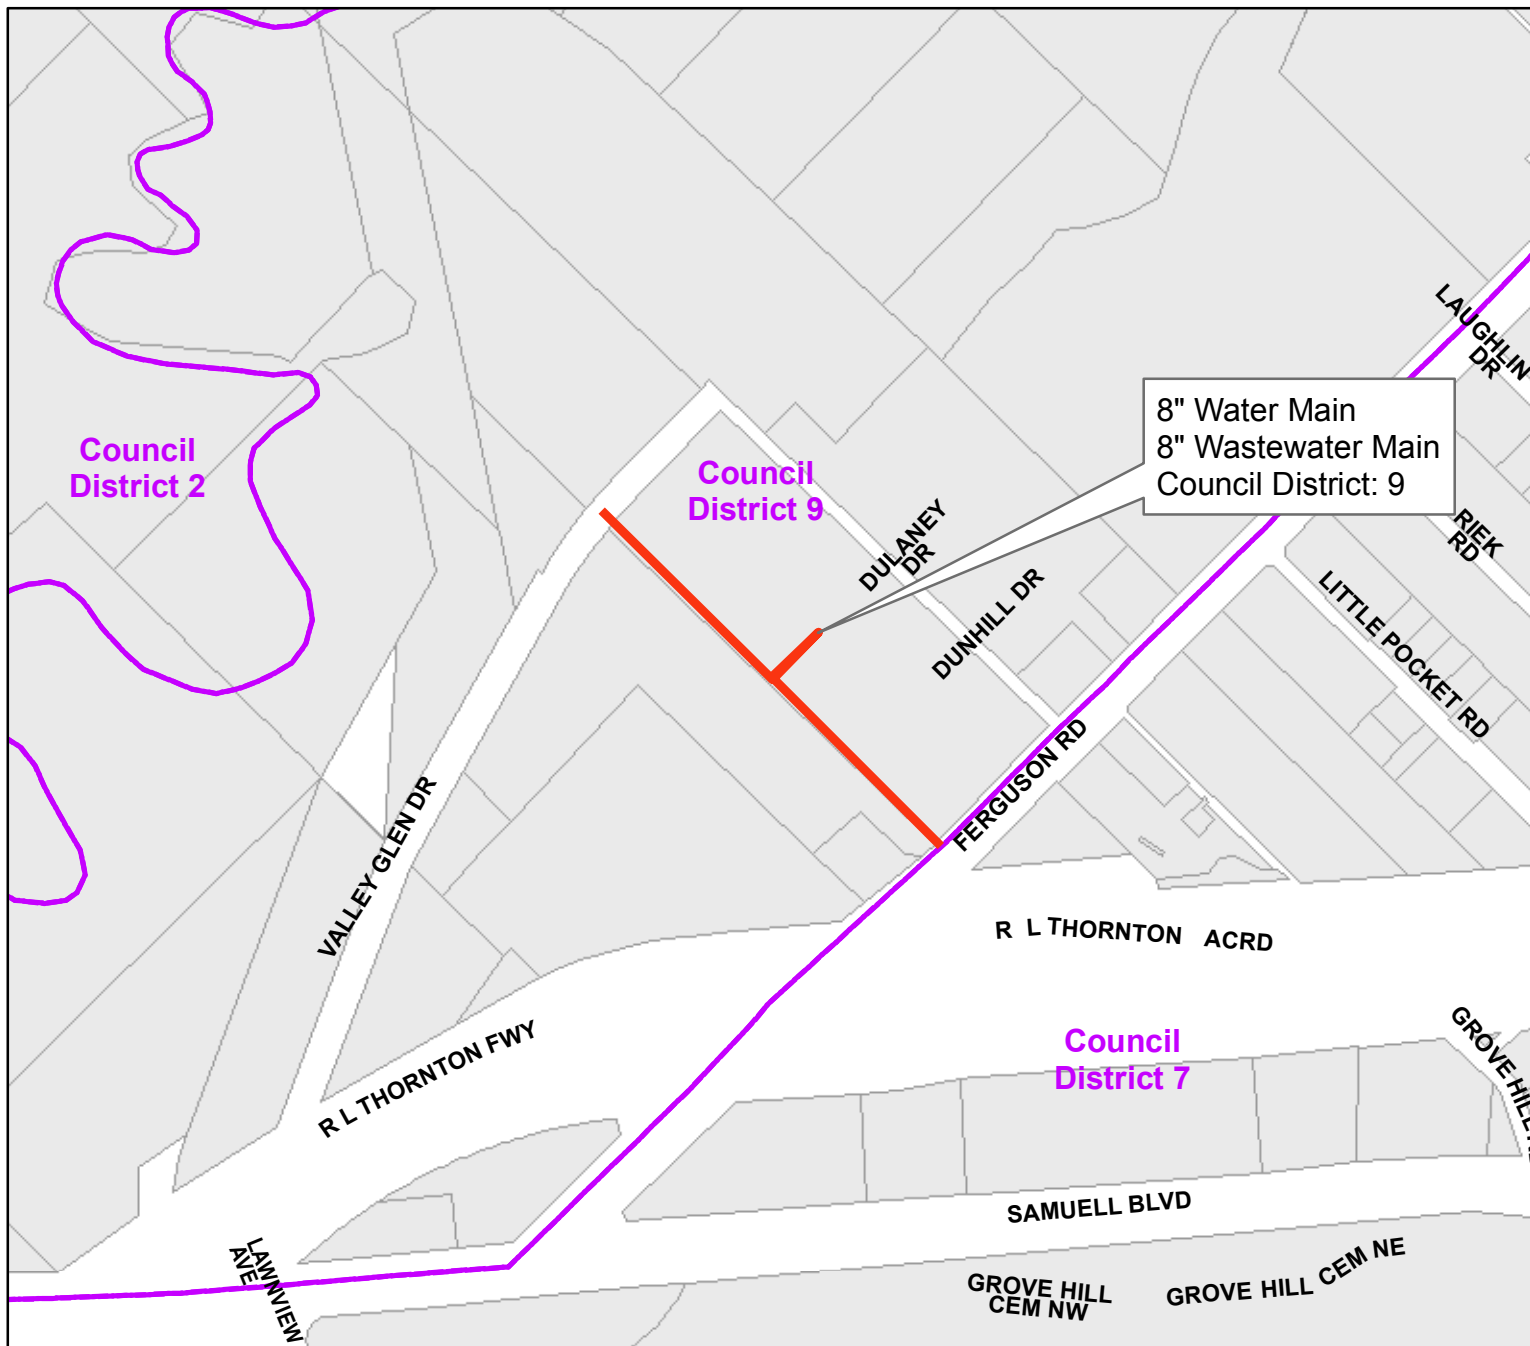 LAUGHLIN
DR
8" Water Main
8" Wastewater Main
Council District: 9
Council
District 2
Council
District 9
DULANEY
DR
RIEK
RD
DUNHILL DR
LITTLE POCKET RD
FERGUSON RD
VALLEY GLEN DR
R L THORNTON ACRD
R L THORNTON FWY
Council
District 7
GROVE HILL
SAMUELL BLVD
LAWNVIEW
AVE
GROVE HILL
CEM NW
GROVE HILL CEM NE